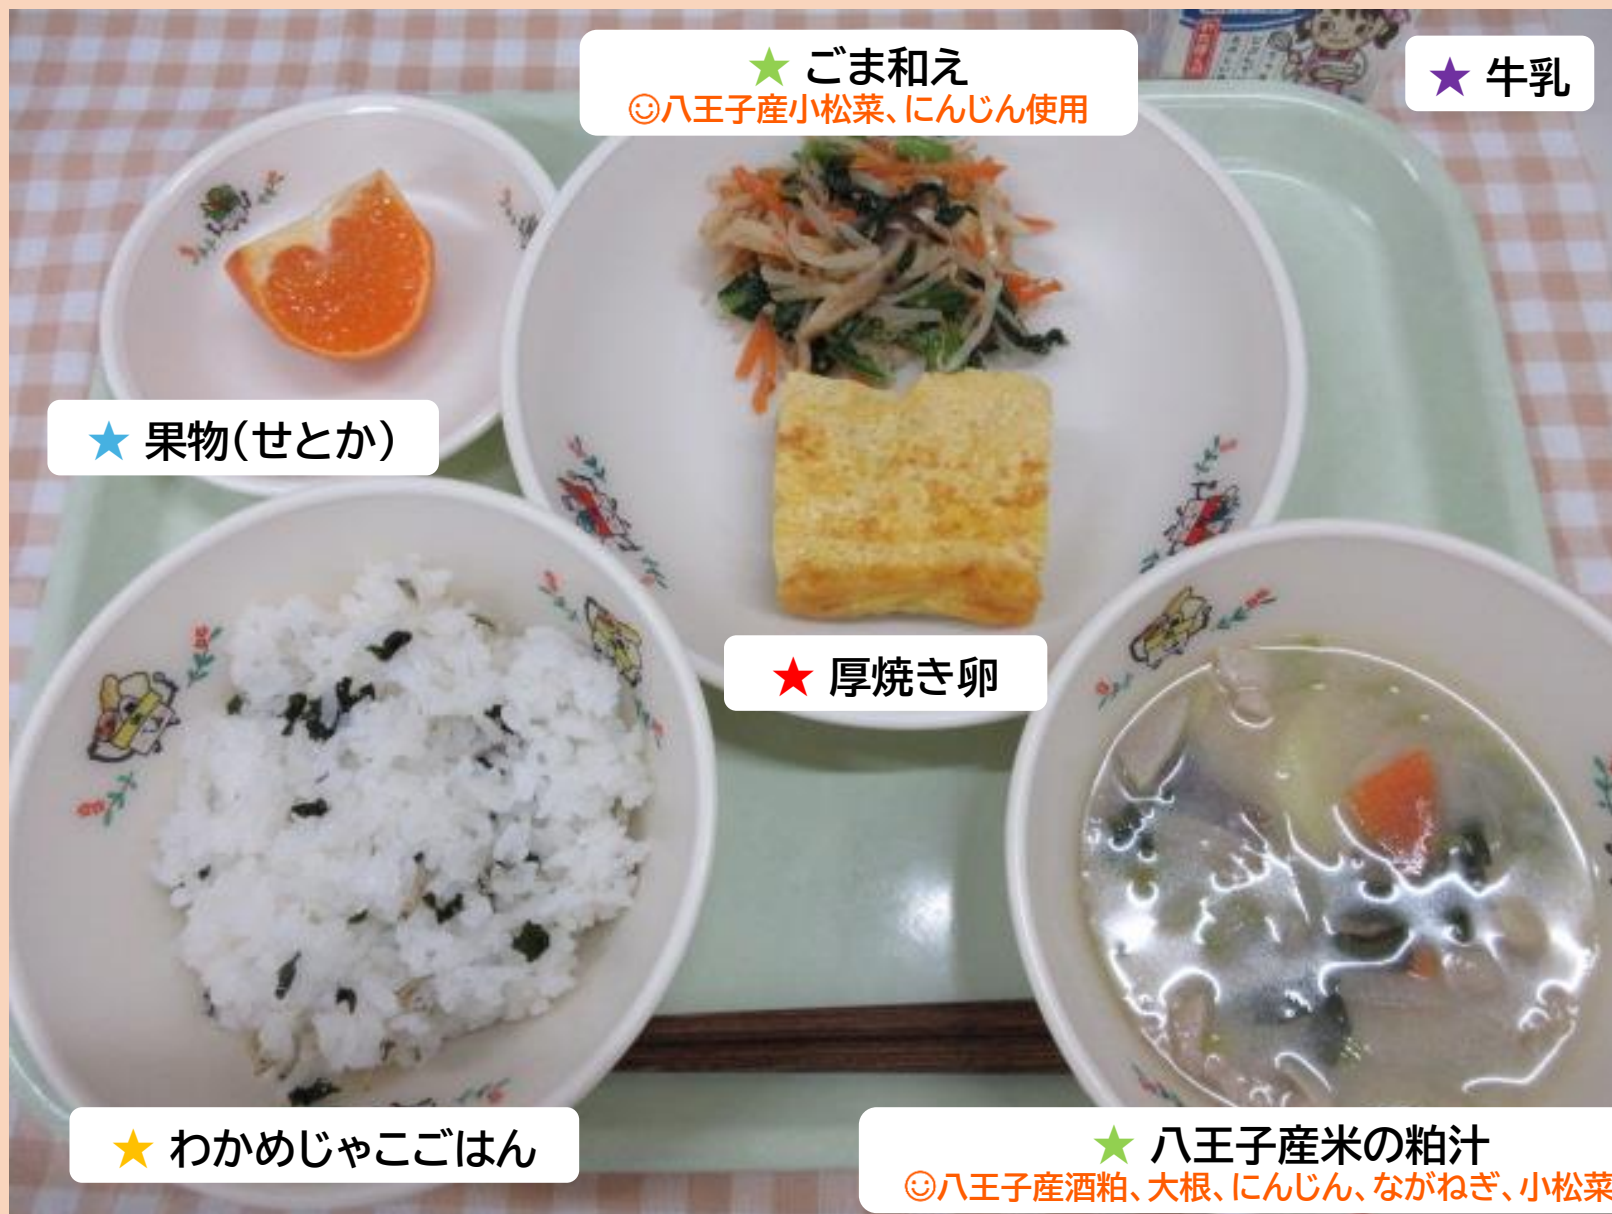 ★ ごま和え
☺八王子産小松菜、にんじん使用
★ 牛乳
★ 果物(せとか)
★ 厚焼き卵
★ わかめじゃこごはん
★ 八王子産米の粕汁
☺八王子産酒粕、大根、にんじん、ながねぎ、小松菜